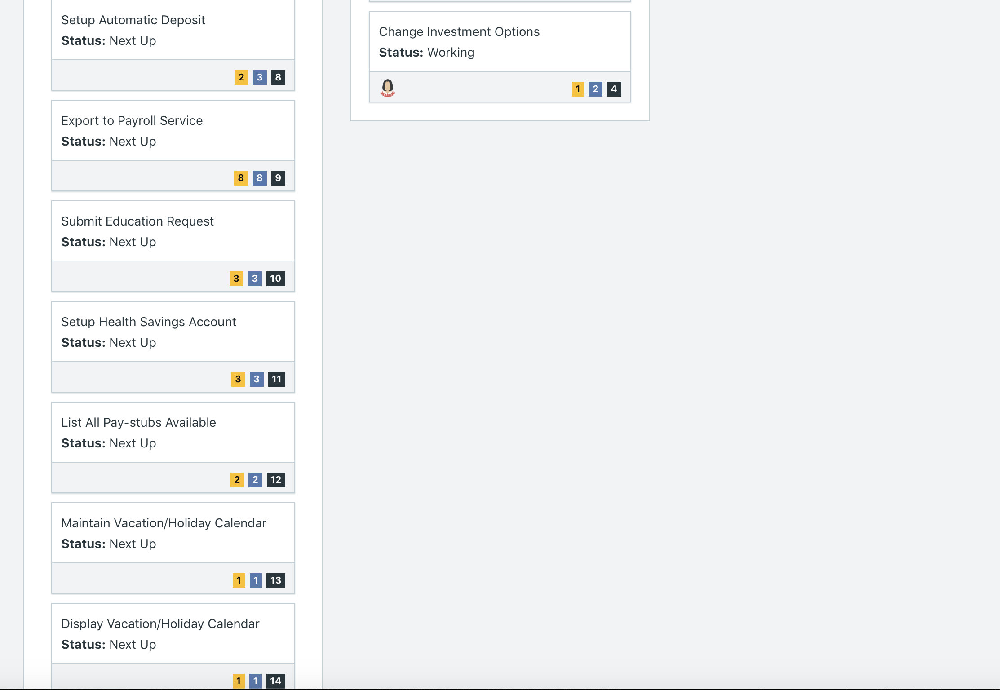 Setup Automatic Deposit
Status: Next Up
2 3 8
Export to Payroll Service
Status: Next Up
8 8 9
Submit Education Request
Status: Next Up
3 3 10
Setup Health Savings Account
Status: Next Up
3 3 11
List All Pay-stubs Available
Status: Next Up
2 2 12
Maintain Vacation/Holiday Calendar
Status: Next Up
1 1 13
Display Vacation/Holiday Calendar
Status: Next Up
1 1 14
Change Investment Options
Status: Working
1 2 4